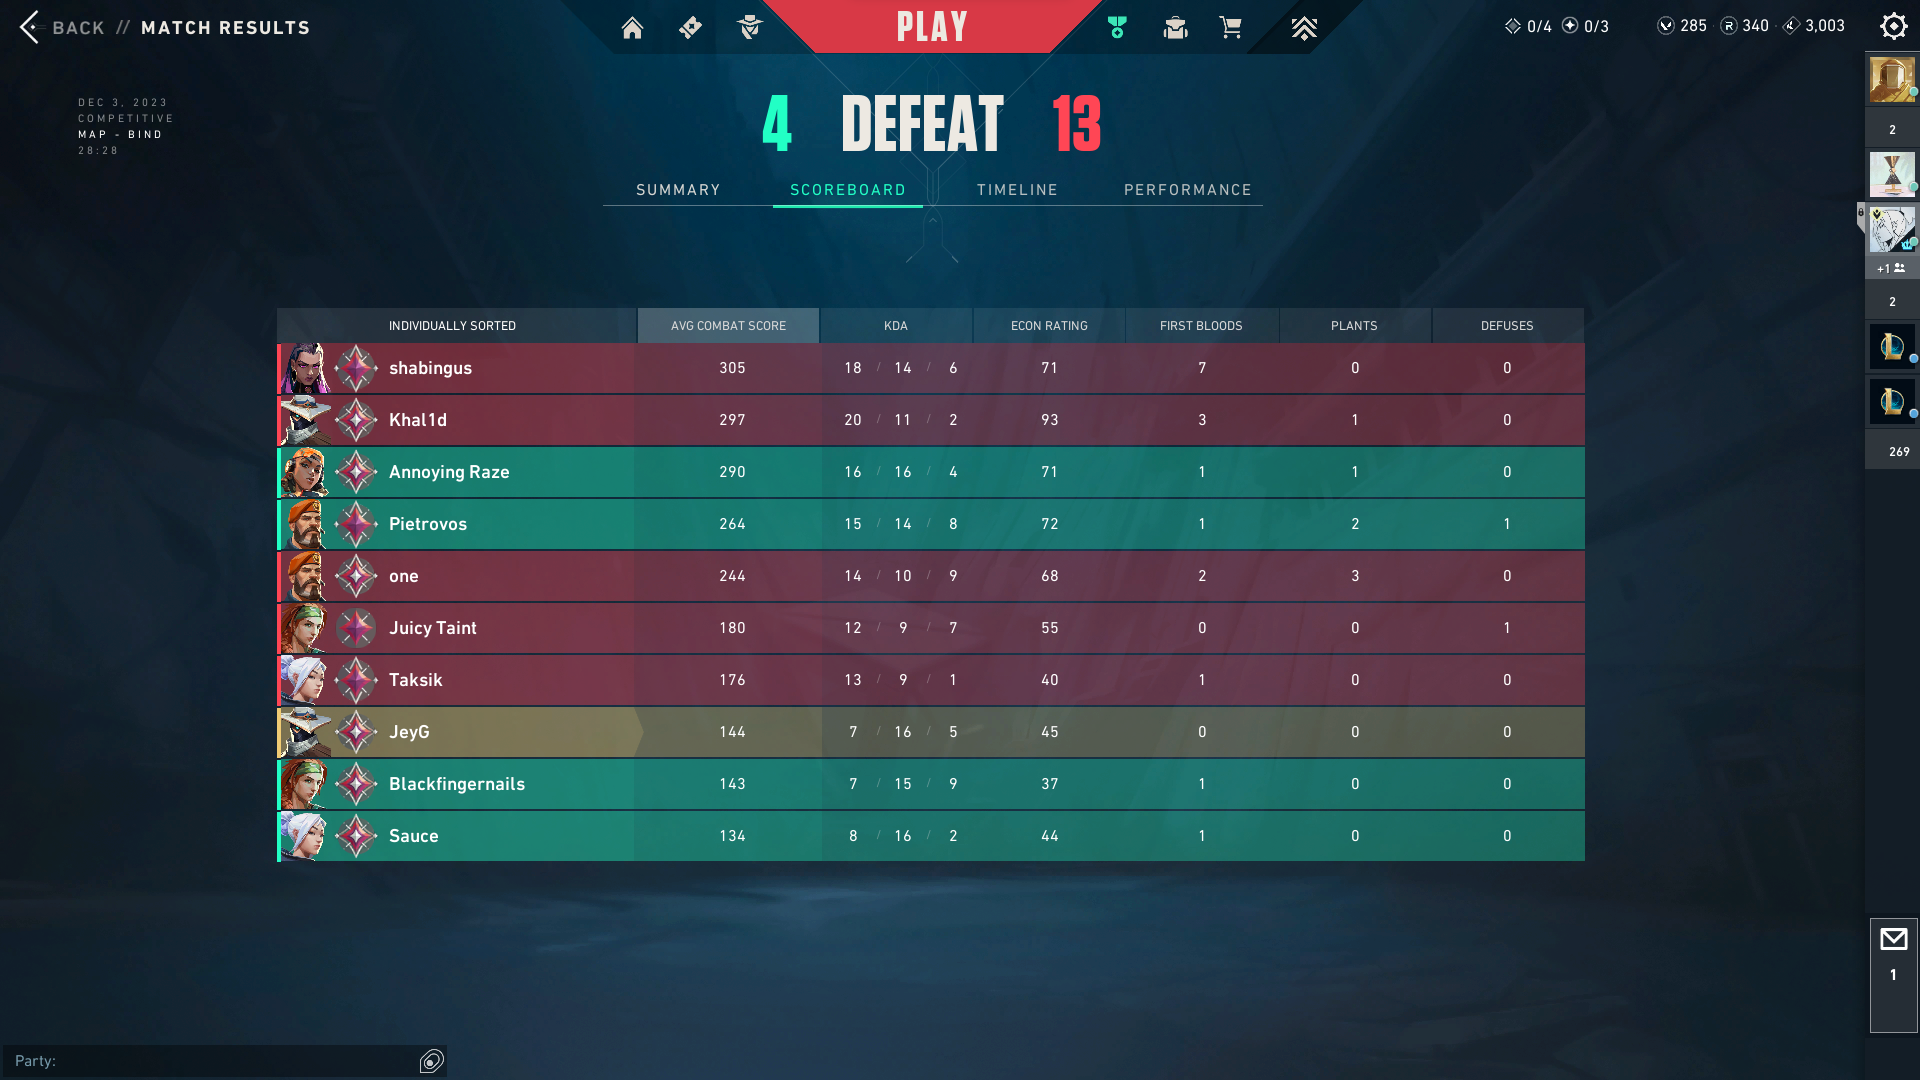 BACK // MATCH RESULTS
PLAY
0/4 0/3 285 340 3,003
DEC 3, 2023
COMPETITIVE
MAP - BIND
28:28
4 DEFEAT 13
SUMMARY SCOREBOARD TIMELINE PERFORMANCE
INDIVIDUALLY SORTED AVG COMBAT SCORE KDA ECON RATING FIRST BLOODS PLANTS DEFUSES
shabingus 305 18 / 14 / 6 71 7 0 0
Khal1d 297 20 / 11 / 2 93 3 1 0
Annoying Raze 290 16 / 16 / 4 71 1 1 0
Pietrovos 264 15 / 14 / 8 72 1 2 1
one 244 14 / 10 / 9 68 2 3 0
Juicy Taint 180 12 / 9 / 7 55 0 0 1
Taksik 176 13 / 9 / 1 40 1 0 0
JeyG 144 7 / 16 / 5 45 0 0 0
Blackfingernails 143 7 / 15 / 9 37 1 0 0
Sauce 134 8 / 16 / 2 44 1 0 0
2
+1
2
269
1
Party: